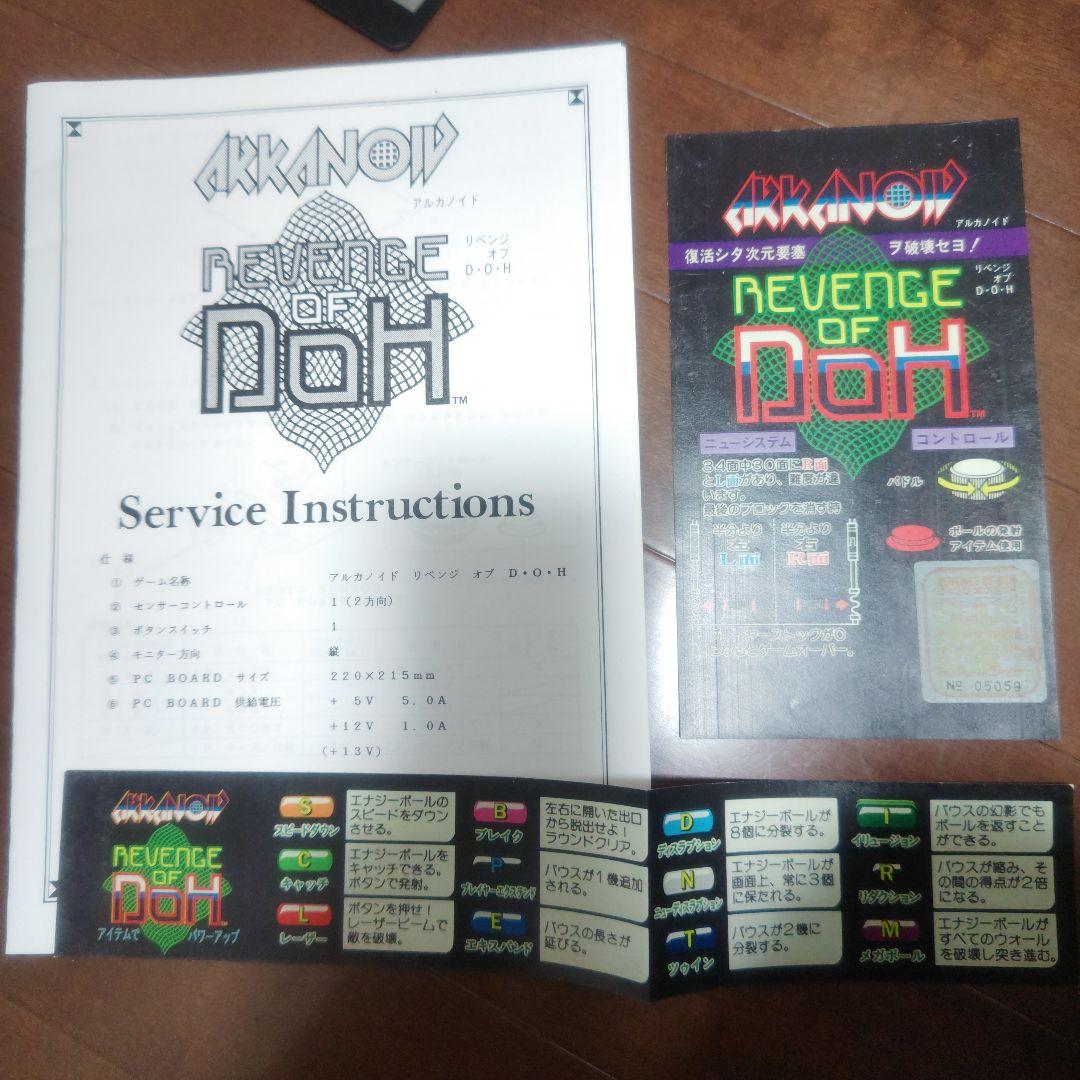 ARKANOID
アルカノイド
REVENGE
OF
DOH
TM
リベンジ
オブ
D・O・H
Service Instructions
仕 様
① ゲーム名称 アルカノイド リベンジ オブ D・O・H
② センサーコントロール 1(2方向)
③ ボタンスイッチ 1
④ モニター方向 縦
⑤ PC BOARD サイズ 220×215mm
⑥ PC BOARD 供給電圧 + 5V 5.0A
+12V 1.0A
(+13V)
ARKANOID
アルカノイド
復活シタ次元要塞 ヲ破壊セヨ!
REVENGE
OF
DOH
TM
リベンジ
オブ
D・O・H
ニューシステム
34面中30面にR面
とL面があり、難度が違
います。
最後のブロックを消す時
半分より
左
L面
半分より
右
R面
ーストックが0
になるとゲームオーバー。
コントロール
パドル
ボールの発射
アイテム使用
№ 05059
ARKANOID
REVENGE
OF
DOH
アイテムで パワーアップ
S
スピードダウン
エナジーボールの
スピードをダウン
させる。
C
キャッチ
エナジーボールを
キャッチできる。
ボタンで発射。
L
レーザー
ボタンを押せ!
レーザービームで
敵を破壊。
B
ブレイク
左右に開いた出口
から脱出せよ!
ラウンドクリア。
P
プレイヤーエクステンド
バウスが1機追加
される。
E
エキスパンド
バウスの長さが
延びる。
D
ディスラプション
エナジーボールが
8個に分裂する。
N
ニューディスラプション
エナジーボールが
画面上、常に3個
に保たれる。
T
ツゥイン
バウスが2機に
分裂する。
I
イリュージョン
バウスの幻影でも
ボールを返すこと
ができる。
R
リダクション
バウスが縮み、そ
の間の得点が2倍
になる。
M
メガボール
エナジーボールが
すべてのウォール
を破壊し突き進む。